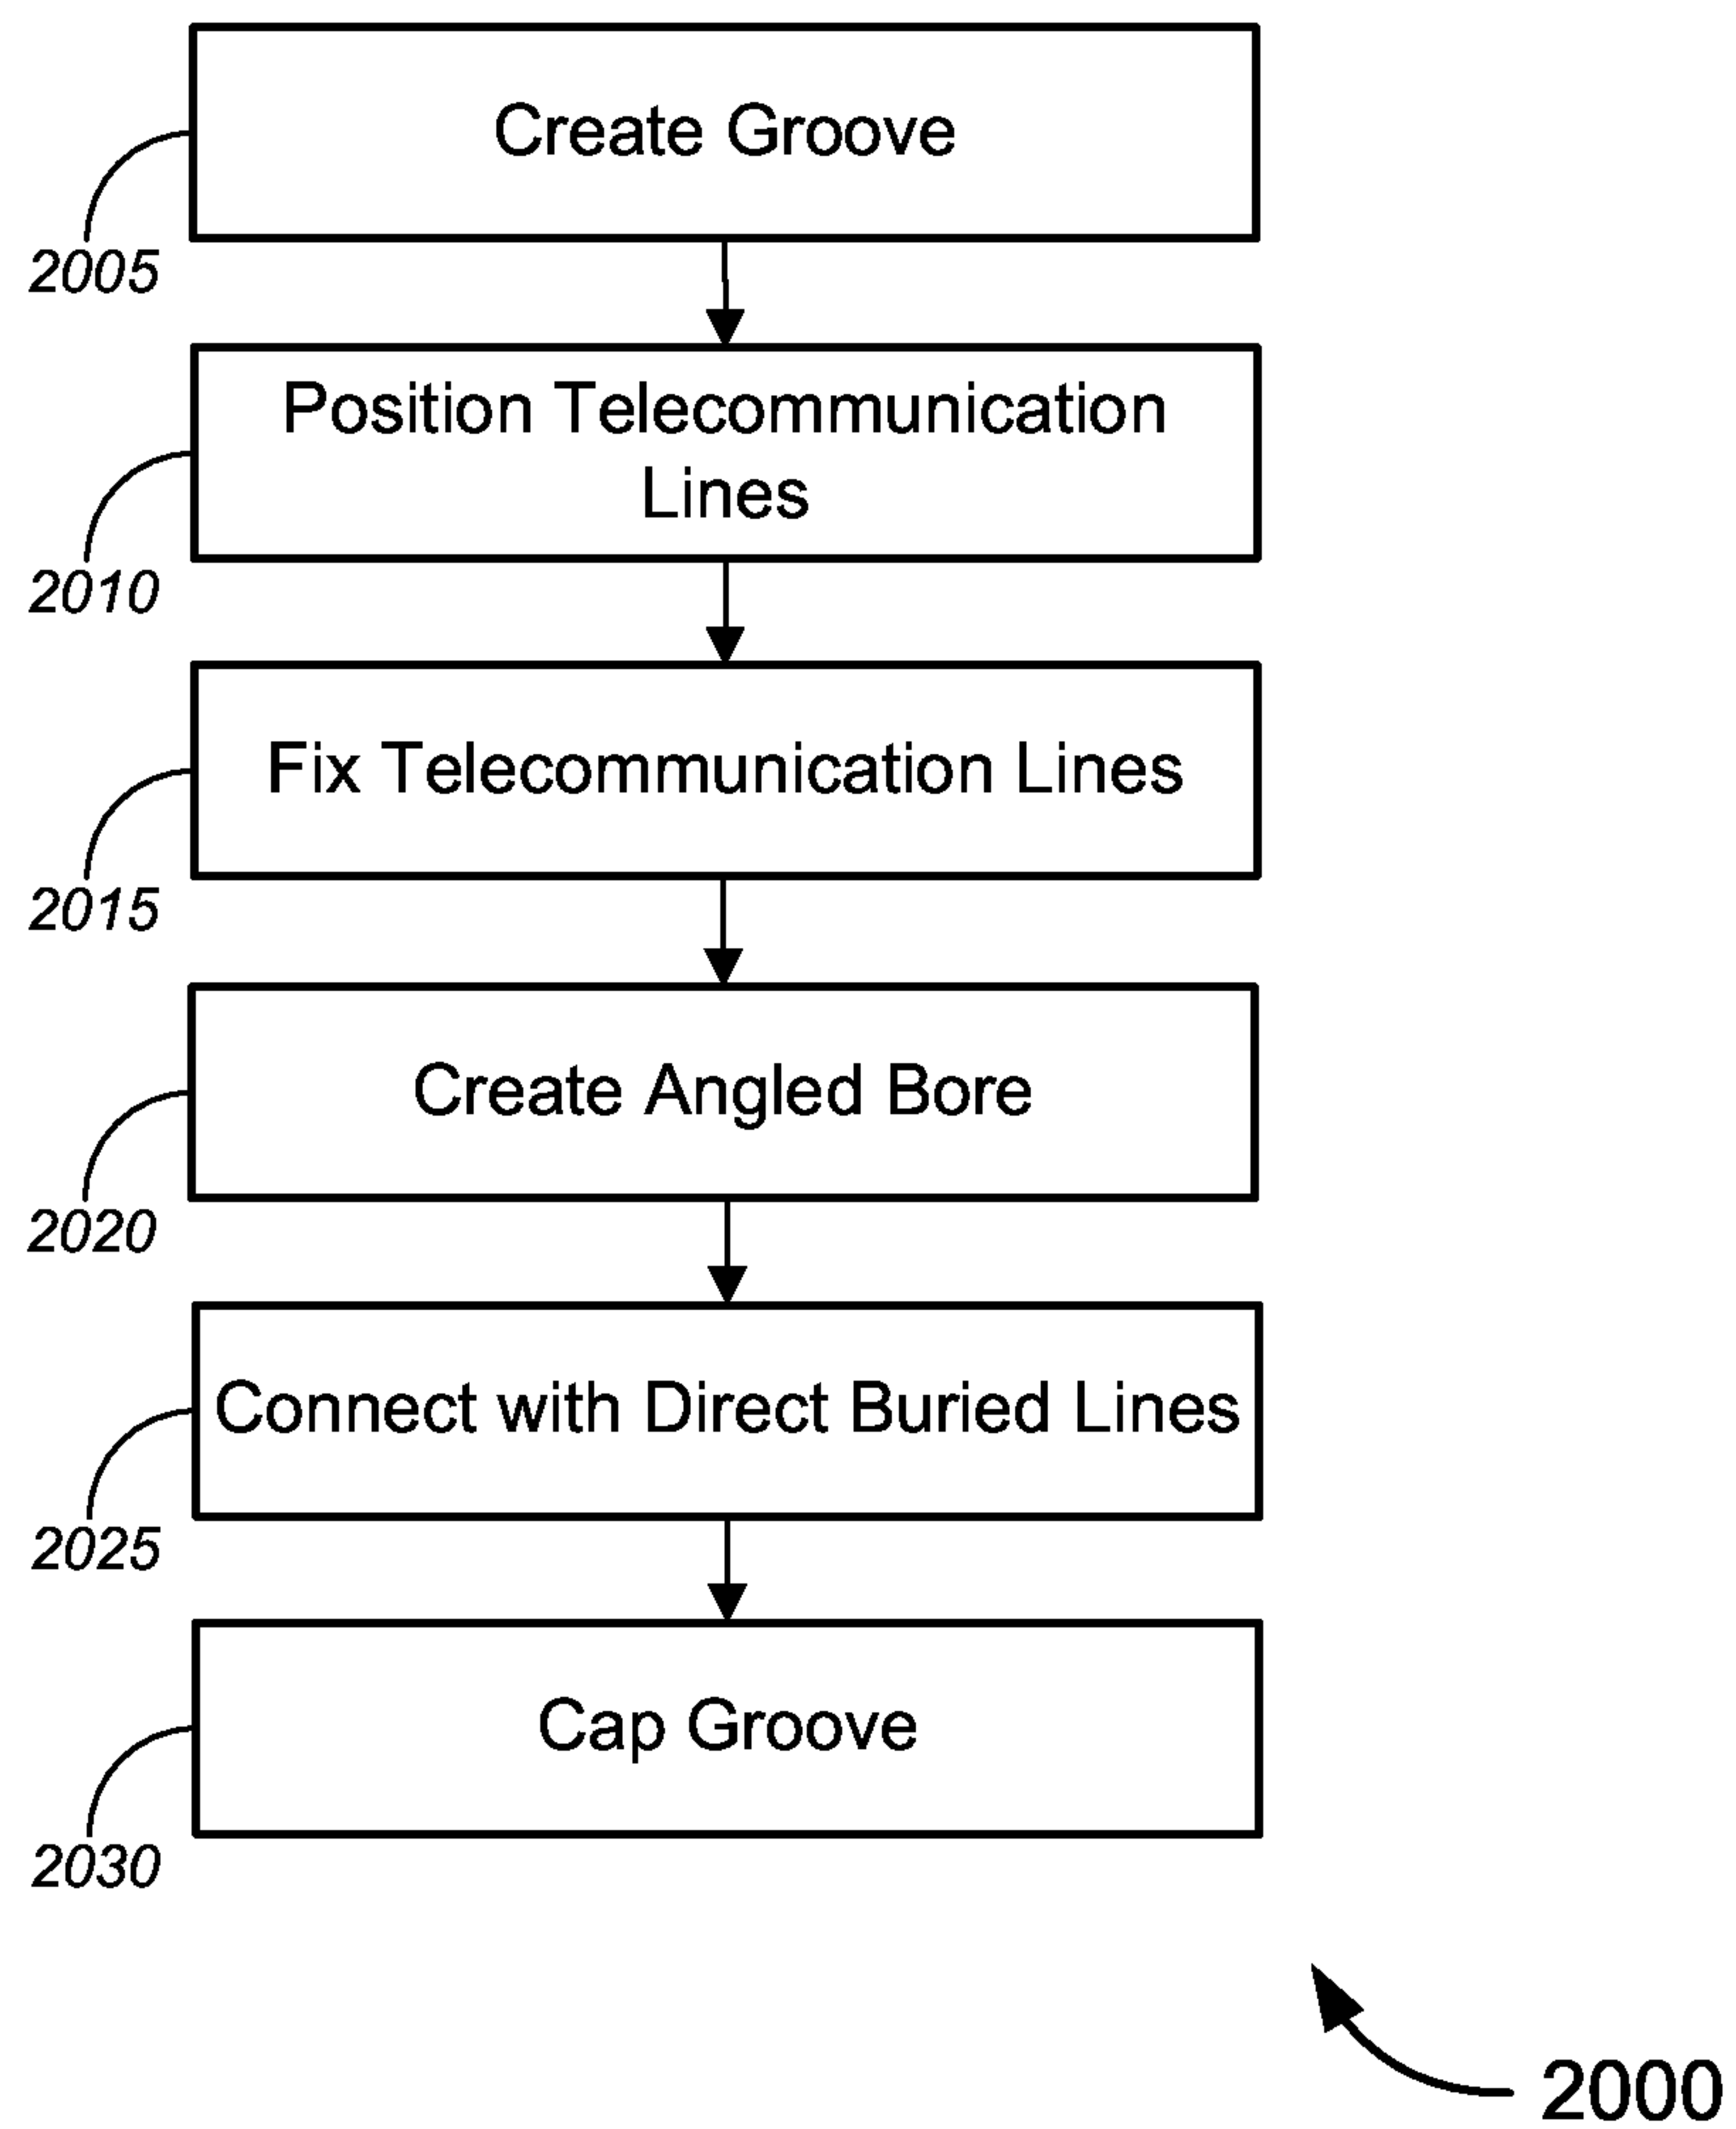 Create Groove
2005
Position Telecommunication
Lines
2010
Fix Telecommunication Lines
2015
Create Angled Bore
2020
Connect with Direct Buried Lines
2025
Cap Groove
2030
2000